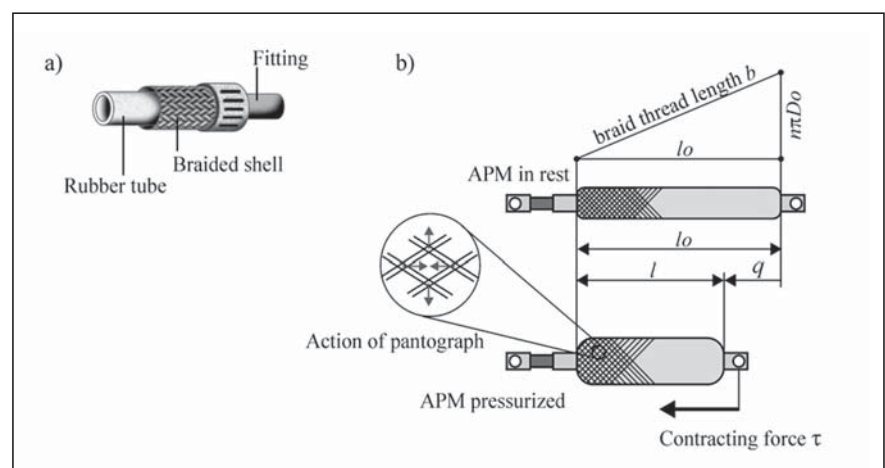 a)
Fitting
Braided shell
Rubber tube
b)
braid thread length b
nπDo
lo
APM in rest
lo
l
q
Action of pantograph
APM pressurized
Contracting force τ